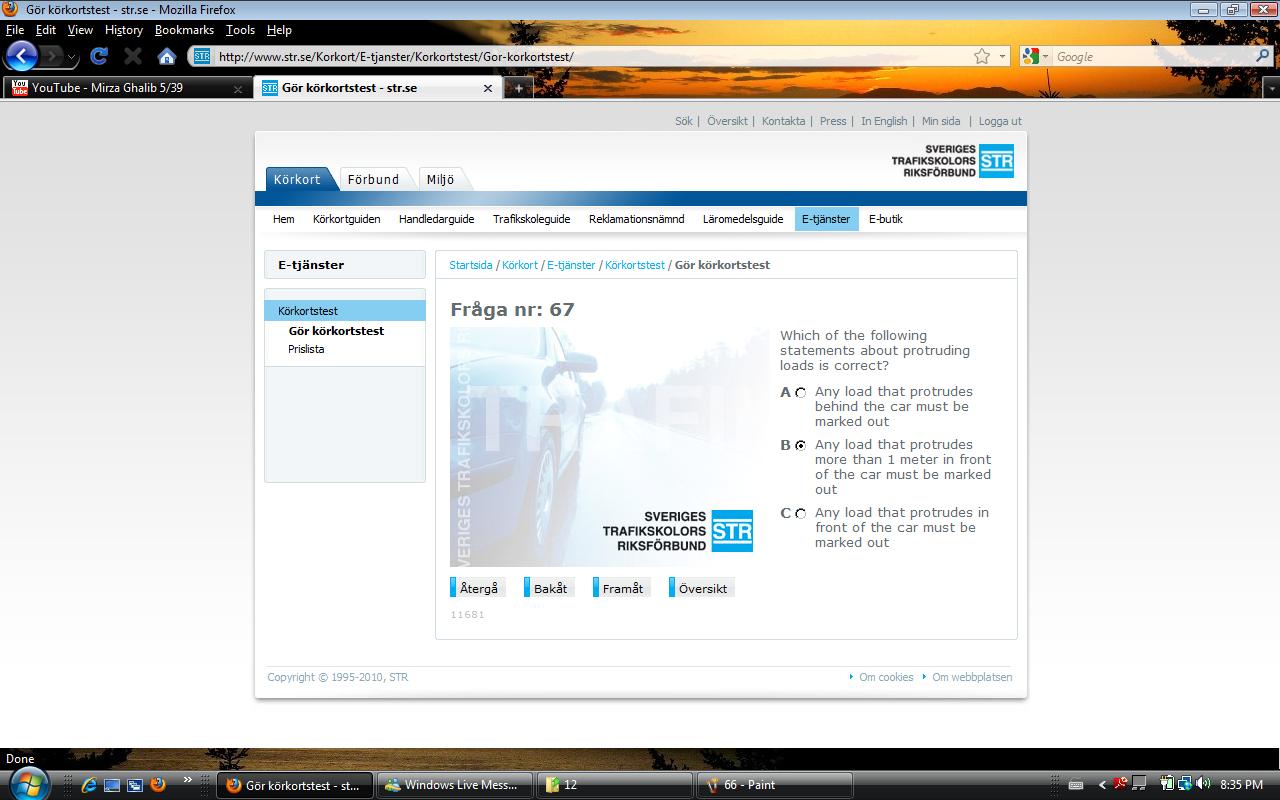 Gör körkortstest - str.se - Mozilla Firefox
File Edit View History Bookmarks Tools Help
STR http://www.str.se/Korkort/E-tjanster/Korkortstest/Gor-korkortstest/ Google
You Tube YouTube - Mirza Ghalib 5/39
STR Gör körkortstest - str.se
Sök | Översikt | Kontakta | Press | In English | Min sida | Logga ut
SVERIGES
TRAFIKSKOLORS
RIKSFÖRBUND
STR
Körkort Förbund Miljö
Hem Körkortguiden Handledarguide Trafikskoleguide Reklamationsnämnd Läromedelsguide E-tjänster E-butik
E-tjänster
Körkortstest
Gör körkortstest
Prislista
Startsida / Körkort / E-tjänster / Körkortstest / Gör körkortstest
Fråga nr: 67
SVERIGES
TRAFIKSKOLORS
RIKSFÖRBUND
STR
Which of the following
statements about protruding
loads is correct?
A Any load that protrudes
behind the car must be
marked out
B Any load that protrudes
more than 1 meter in front
of the car must be marked
out
C Any load that protrudes in
front of the car must be
marked out
Återgå Bakåt Framåt Översikt
11681
Copyright © 1995-2010, STR
Om cookies Om webbplatsen
Done
Gör körkortstest - st... Windows Live Mess... 12 66 - Paint 8:35 PM